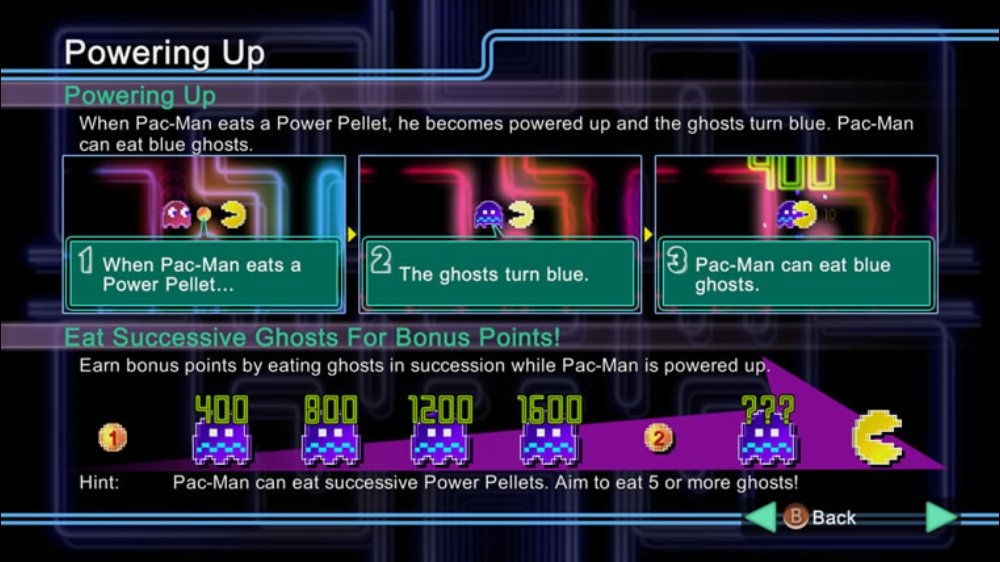 Powering Up
Powering Up
When Pac-Man eats a Power Pellet, he becomes powered up and the ghosts turn blue. Pac-Man
can eat blue ghosts.
400
10
1 When Pac-Man eats a
Power Pellet...
2 The ghosts turn blue.
3 Pac-Man can eat blue
ghosts.
Eat Successive Ghosts For Bonus Points!
Earn bonus points by eating ghosts in succession while Pac-Man is powered up.
1 400 800 1200 1600 2 ???
Hint: Pac-Man can eat successive Power Pellets. Aim to eat 5 or more ghosts!
B Back